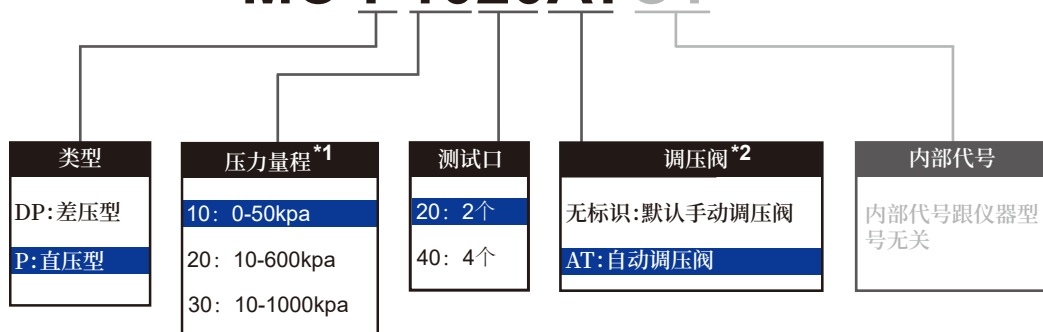 类型
DP:差压型
P:直压型
压力量程*1
10: 0-50kpa
20: 10-600kpa
30: 10-1000kpa
测试口
20: 2个
40: 4个
调压阀*2
无标识:默认手动调压阀
AT:自动调压阀
内部代号
内部代号跟仪器型
号无关